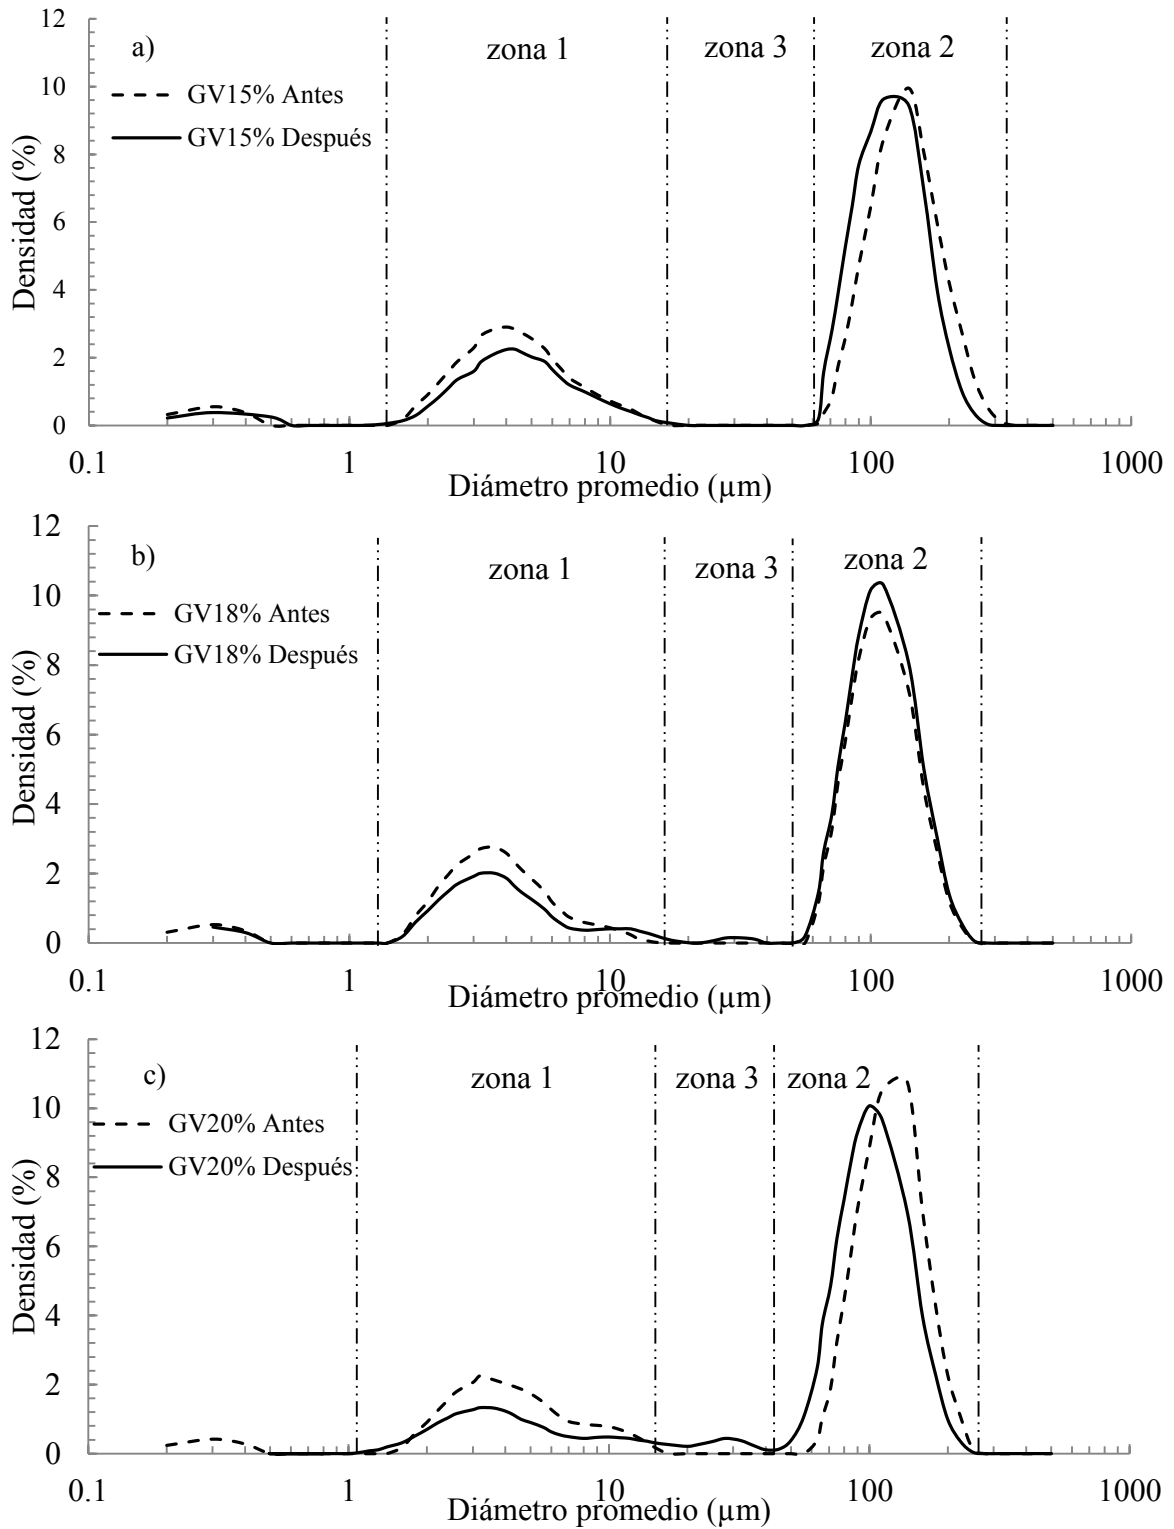 12
a)
zona 1
zona 3
zona 2
10
GV15% Antes
GV15% Después
8
6
4
2
0
Densidad (%)
0.1
1
10
100
1000
Diámetro promedio (µm)
12
b)
zona 1
zona 3
zona 2
10
GV18% Antes
GV18% Después
8
6
4
2
0
Densidad (%)
0.1
1
10
100
1000
Diámetro promedio (µm)
12
c)
zona 1
zona 3
zona 2
10
GV20% Antes
GV20% Después
8
6
4
2
0
Densidad (%)
0.1
1
10
100
1000
Diámetro promedio (µm)